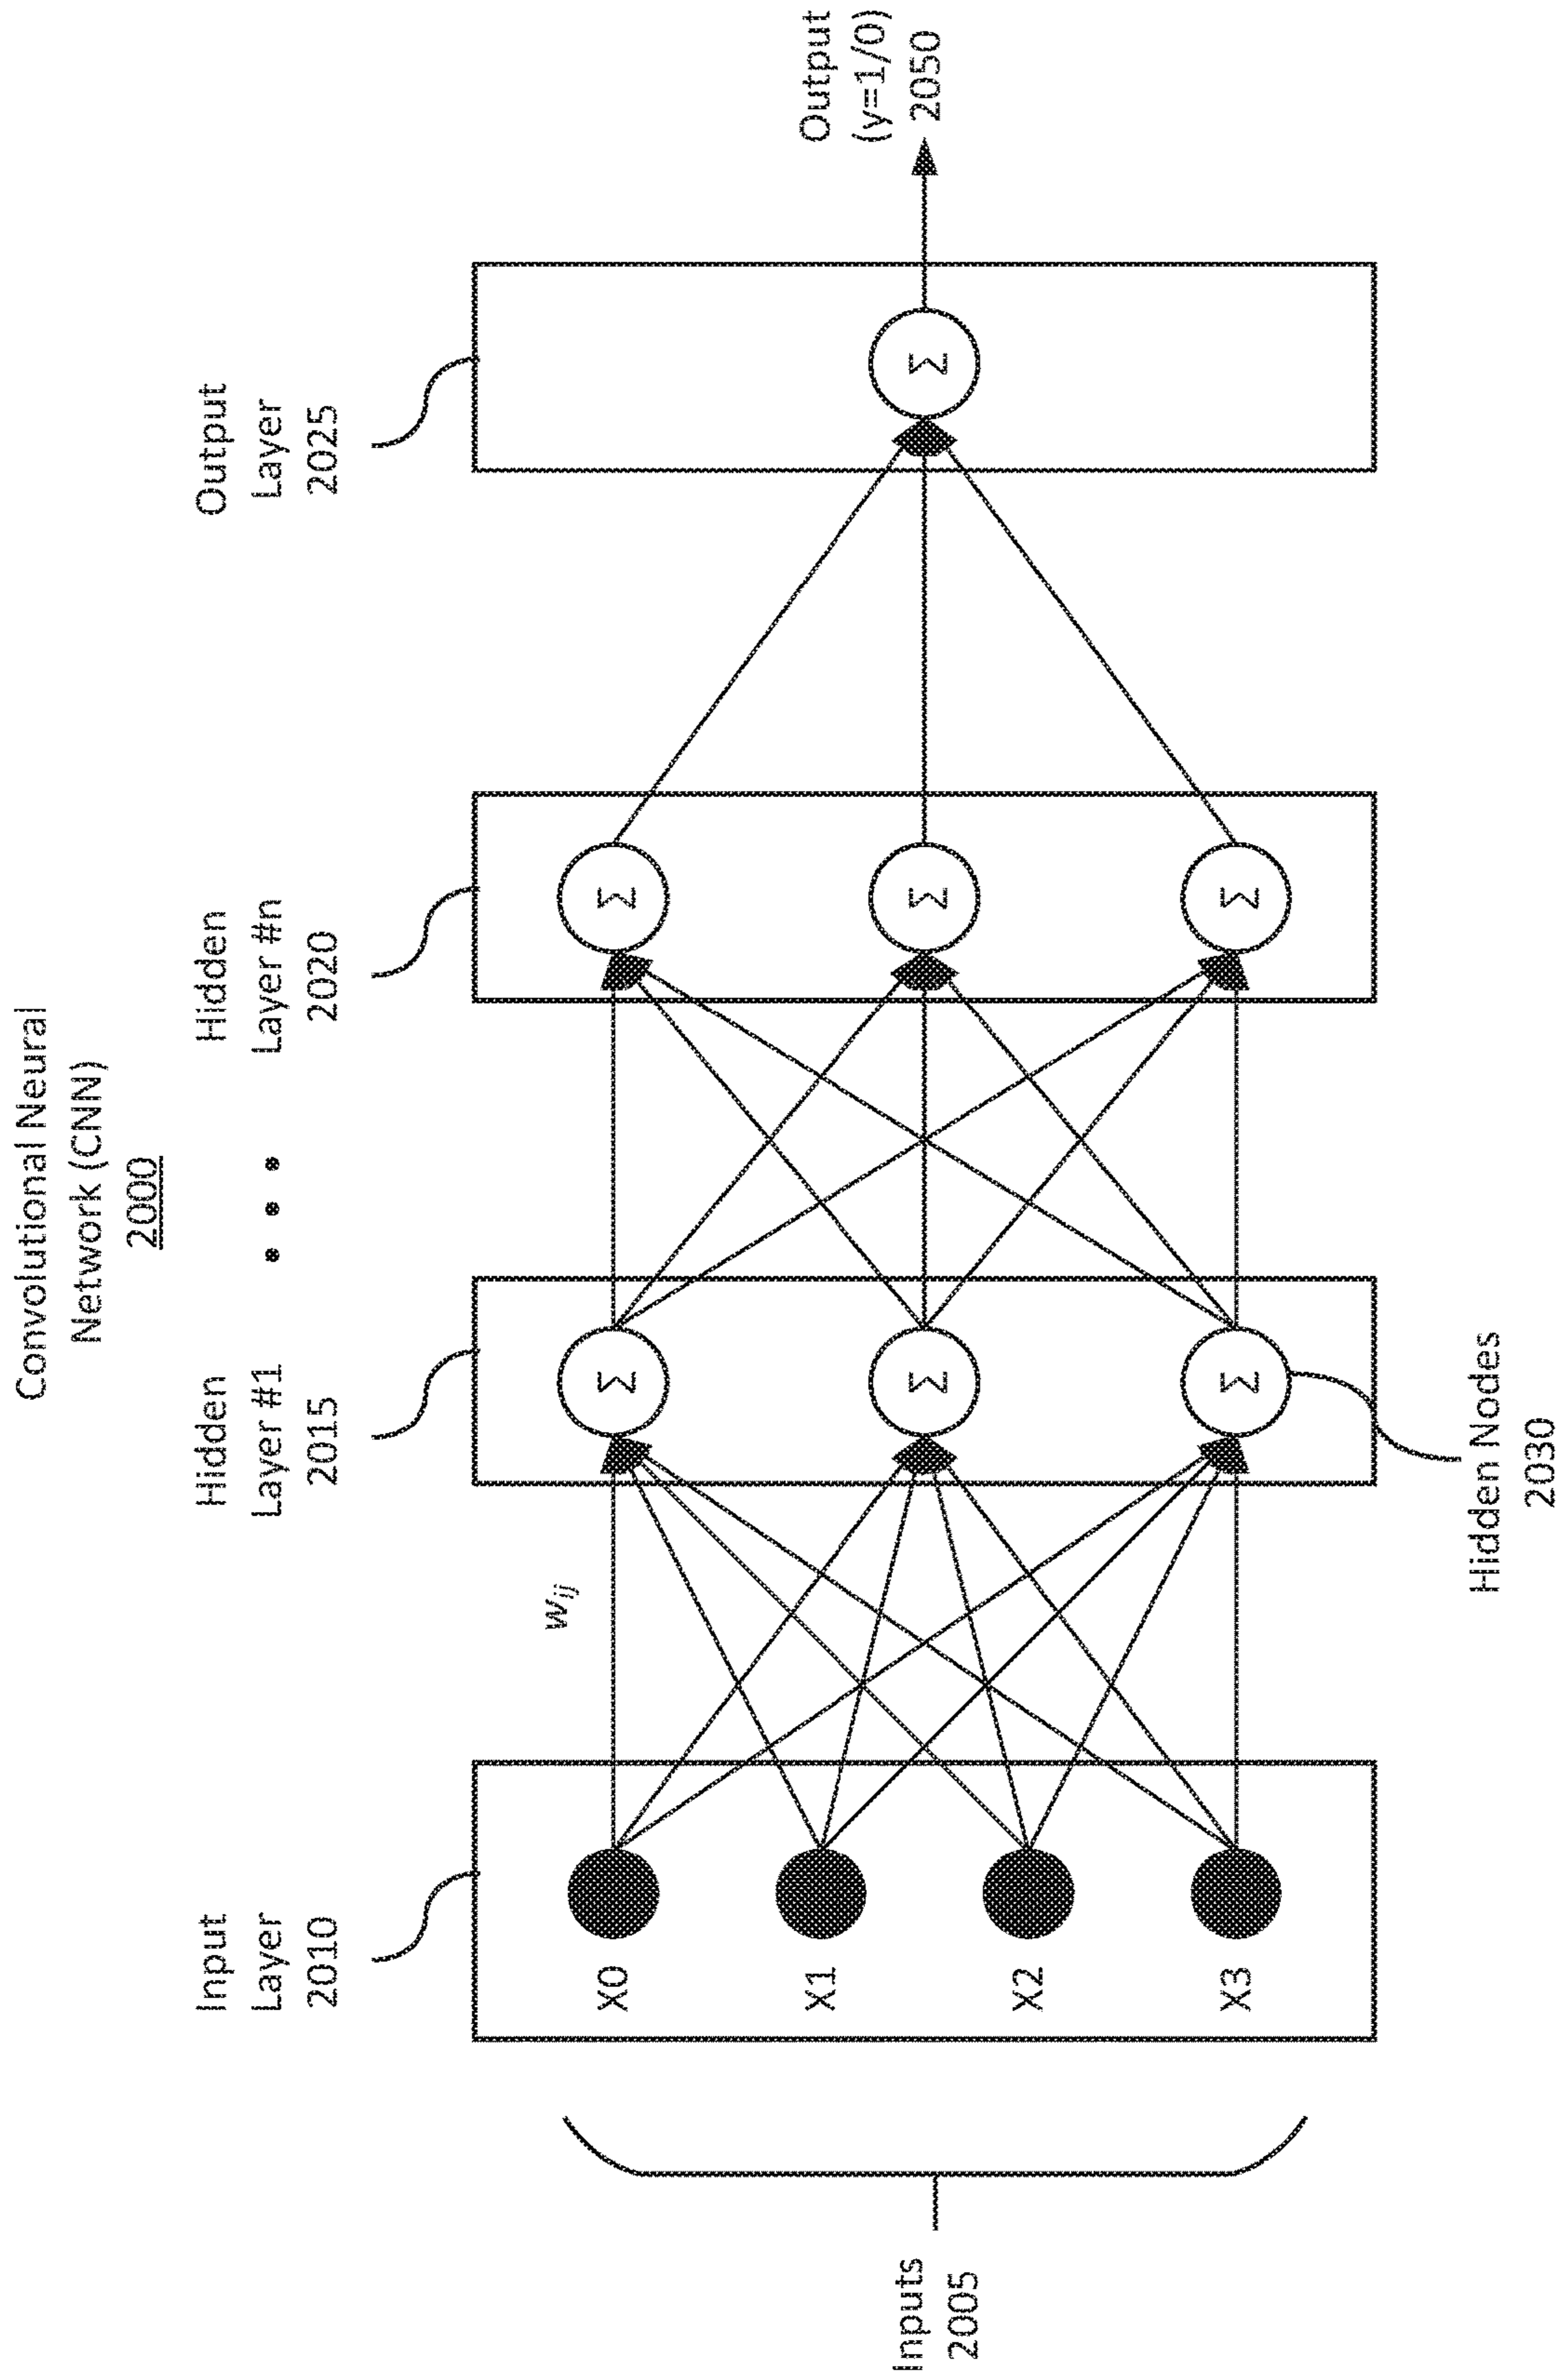 Convolutional Neural
Network (CNN)
2000
Input
Layer
2010
Hidden
Layer #1
2015
• • •
Hidden
Layer #n
2020
Output
Layer
2025
Inputs
2005
X0
X1
X2
X3
wij
Σ
Σ
Σ
Σ
Σ
Σ
Σ
Output
(y=1/0)
2050
Hidden Nodes
2030